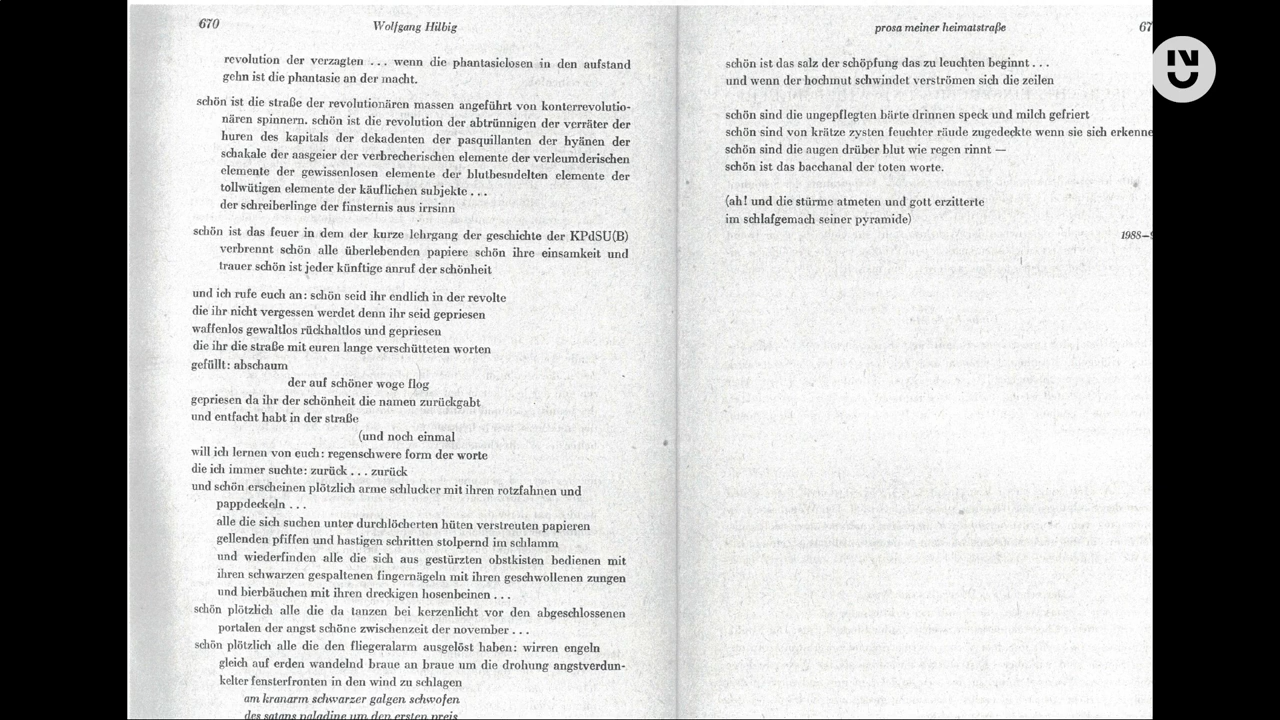 670
Wolfgang Hilbig
revolution der verzagten ... wenn die phantasielosen in den aufstand
gehn ist die phantasie an der macht.
schön ist die straße der revolutionären massen angeführt von konterrevolutio-
nären spinnern. schön ist die revolution der abtrünnigen der verräter der
huren des kapitals der dekadenten der pasquillanten der hyänen der
schakale der aasgeier der verbrecherischen elemente der verleumderischen
elemente der gewissenlosen elemente der blutbesudelten elemente der
tollwütigen elemente der käuflichen subjekte ...
der schreiberlinge der finsternis aus irrsinn
schön ist das feuer in dem der kurze lehrgang der geschichte der KPdSU(B)
verbrennt schön alle überlebenden papiere schön ihre einsamkeit und
trauer schön ist jeder künftige anruf der schönheit
und ich rufe euch an: schön seid ihr endlich in der revolte
die ihr nicht vergessen werdet denn ihr seid gepriesen
waffenlos gewaltlos rückhaltlos und gepriesen
die ihr die straße mit euren lange verschütteten worten
gefüllt: abschaum
der auf schöner woge flog
gepriesen da ihr der schönheit die namen zurückgabt
und entfacht habt in der straße
(und noch einmal
will ich lernen von euch: regenschwere form der worte
die ich immer suchte: zurück ... zurück
und schön erscheinen plötzlich arme schlucker mit ihren rotzfahnen und
pappdeckeln ...
alle die sich suchen unter durchlöcherten hüten verstreuten papieren
gellenden pfiffen und hastigen schritten stolpernd im schlamm
und wiederfinden alle die sich aus gestürzten obstkisten bedienen mit
ihren schwarzen gespaltenen fingernägeln mit ihren geschwollenen zungen
und bierbäuchen mit ihren dreckigen hosenbeinen ...
schön plötzlich alle die da tanzen bei kerzenlicht vor den abgeschlossenen
portalen der angst schöne zwischenzeit der november ...
schön plötzlich alle die den fliegeralarm ausgelöst haben: wirren engeln
gleich auf erden wandelnd braue an braue um die drohung angstverdun-
kelter fensterfronten in den wind zu schlagen
am kranarm schwarzer galgen schwofen
des satans paladine um den ersten preis
prosa meiner heimatstraße
67
schön ist das salz der schöpfung das zu leuchten beginnt ...
und wenn der hochmut schwindet verströmen sich die zeilen
schön sind die ungepflegten bärte drinnen speck und milch gefriert
schön sind von krätze zysten feuchter räude zugedeckte wenn sie sich erkenne
schön sind die augen drüber blut wie regen rinnt —
schön ist das bacchanal der toten worte.
(ah! und die stürme atmeten und gott erzitterte
im schlafgemach seiner pyramide)
1988–9